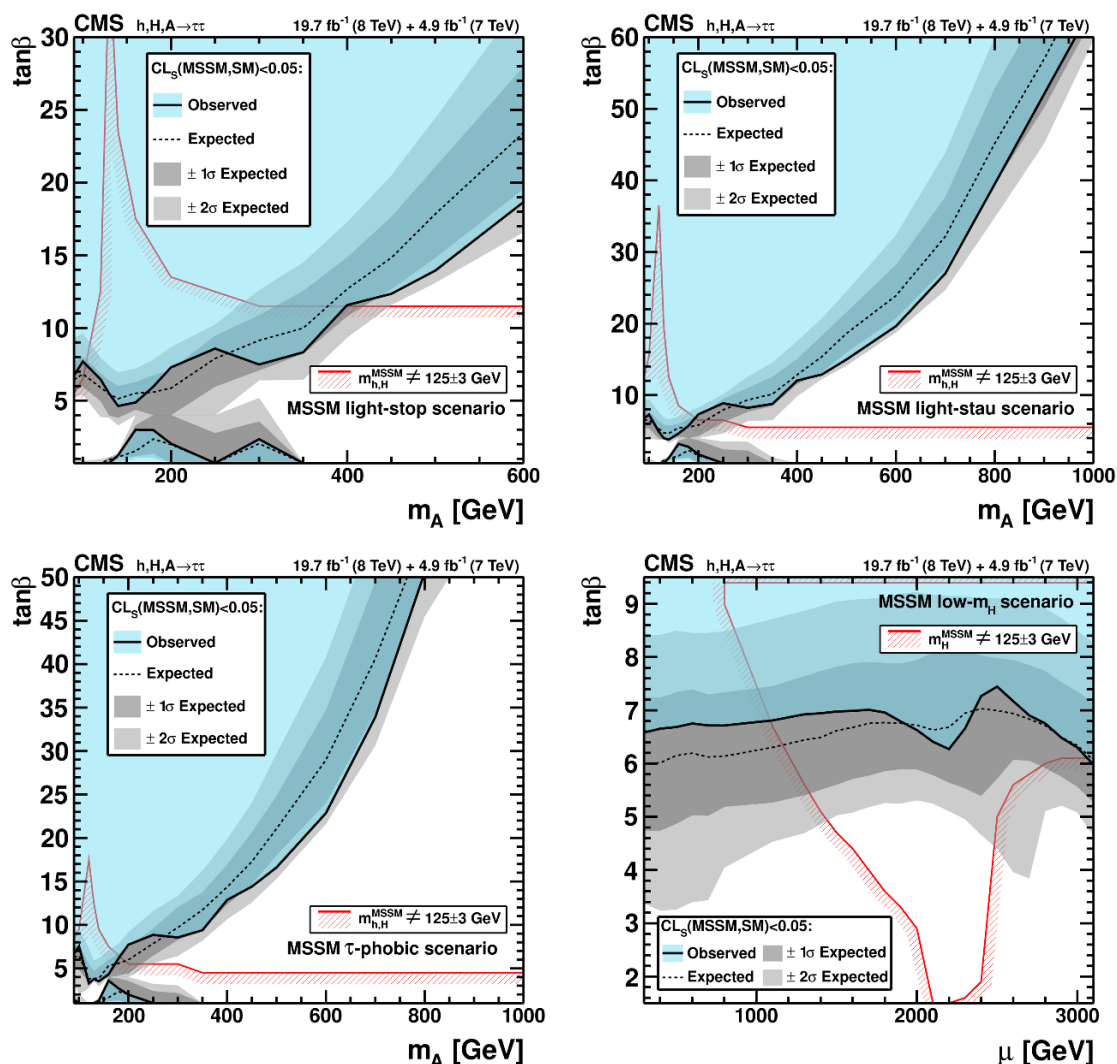 CMS h,H,A→ττ 19.7 fb⁻¹ (8 TeV) + 4.9 fb⁻¹ (7 TeV)
tanβ
30
25
20
15
10
5
CLₛ(MSSM,SM)<0.05:
Observed
Expected
± 1σ Expected
± 2σ Expected
m_{h,H}^{MSSM} ≠ 125±3 GeV
MSSM light-stop scenario
200 400 600
m_A [GeV]
CMS h,H,A→ττ 19.7 fb⁻¹ (8 TeV) + 4.9 fb⁻¹ (7 TeV)
tanβ
60
50
40
30
20
10
CLₛ(MSSM,SM)<0.05:
Observed
Expected
± 1σ Expected
± 2σ Expected
m_{h,H}^{MSSM} ≠ 125±3 GeV
MSSM light-stau scenario
200 400 600 800 1000
m_A [GeV]
CMS h,H,A→ττ 19.7 fb⁻¹ (8 TeV) + 4.9 fb⁻¹ (7 TeV)
tanβ
50
45
40
35
30
25
20
15
10
5
CLₛ(MSSM,SM)<0.05:
Observed
Expected
± 1σ Expected
± 2σ Expected
m_{h,H}^{MSSM} ≠ 125±3 GeV
MSSM τ-phobic scenario
200 400 600 800 1000
m_A [GeV]
CMS h,H,A→ττ 19.7 fb⁻¹ (8 TeV) + 4.9 fb⁻¹ (7 TeV)
tanβ
9
8
7
6
5
4
3
2
MSSM low-m_H scenario
m_H^{MSSM} ≠ 125±3 GeV
CLₛ(MSSM,SM)<0.05:
Observed ± 1σ Expected
Expected ± 2σ Expected
1000 2000 3000
μ [GeV]